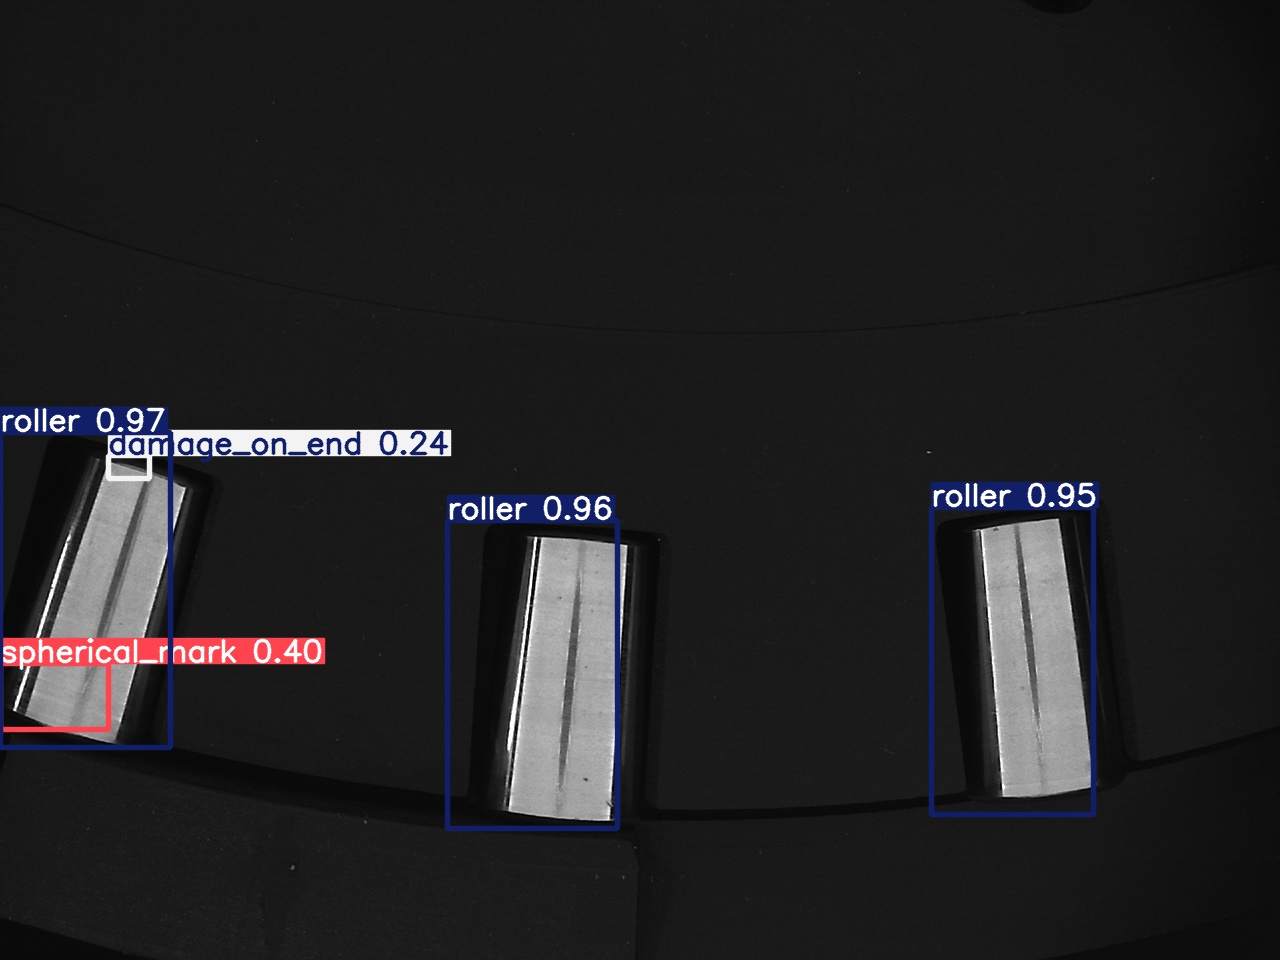 roller 0.97
damage_on_end 0.24
roller 0.95
roller 0.96
spherical_mark 0.40